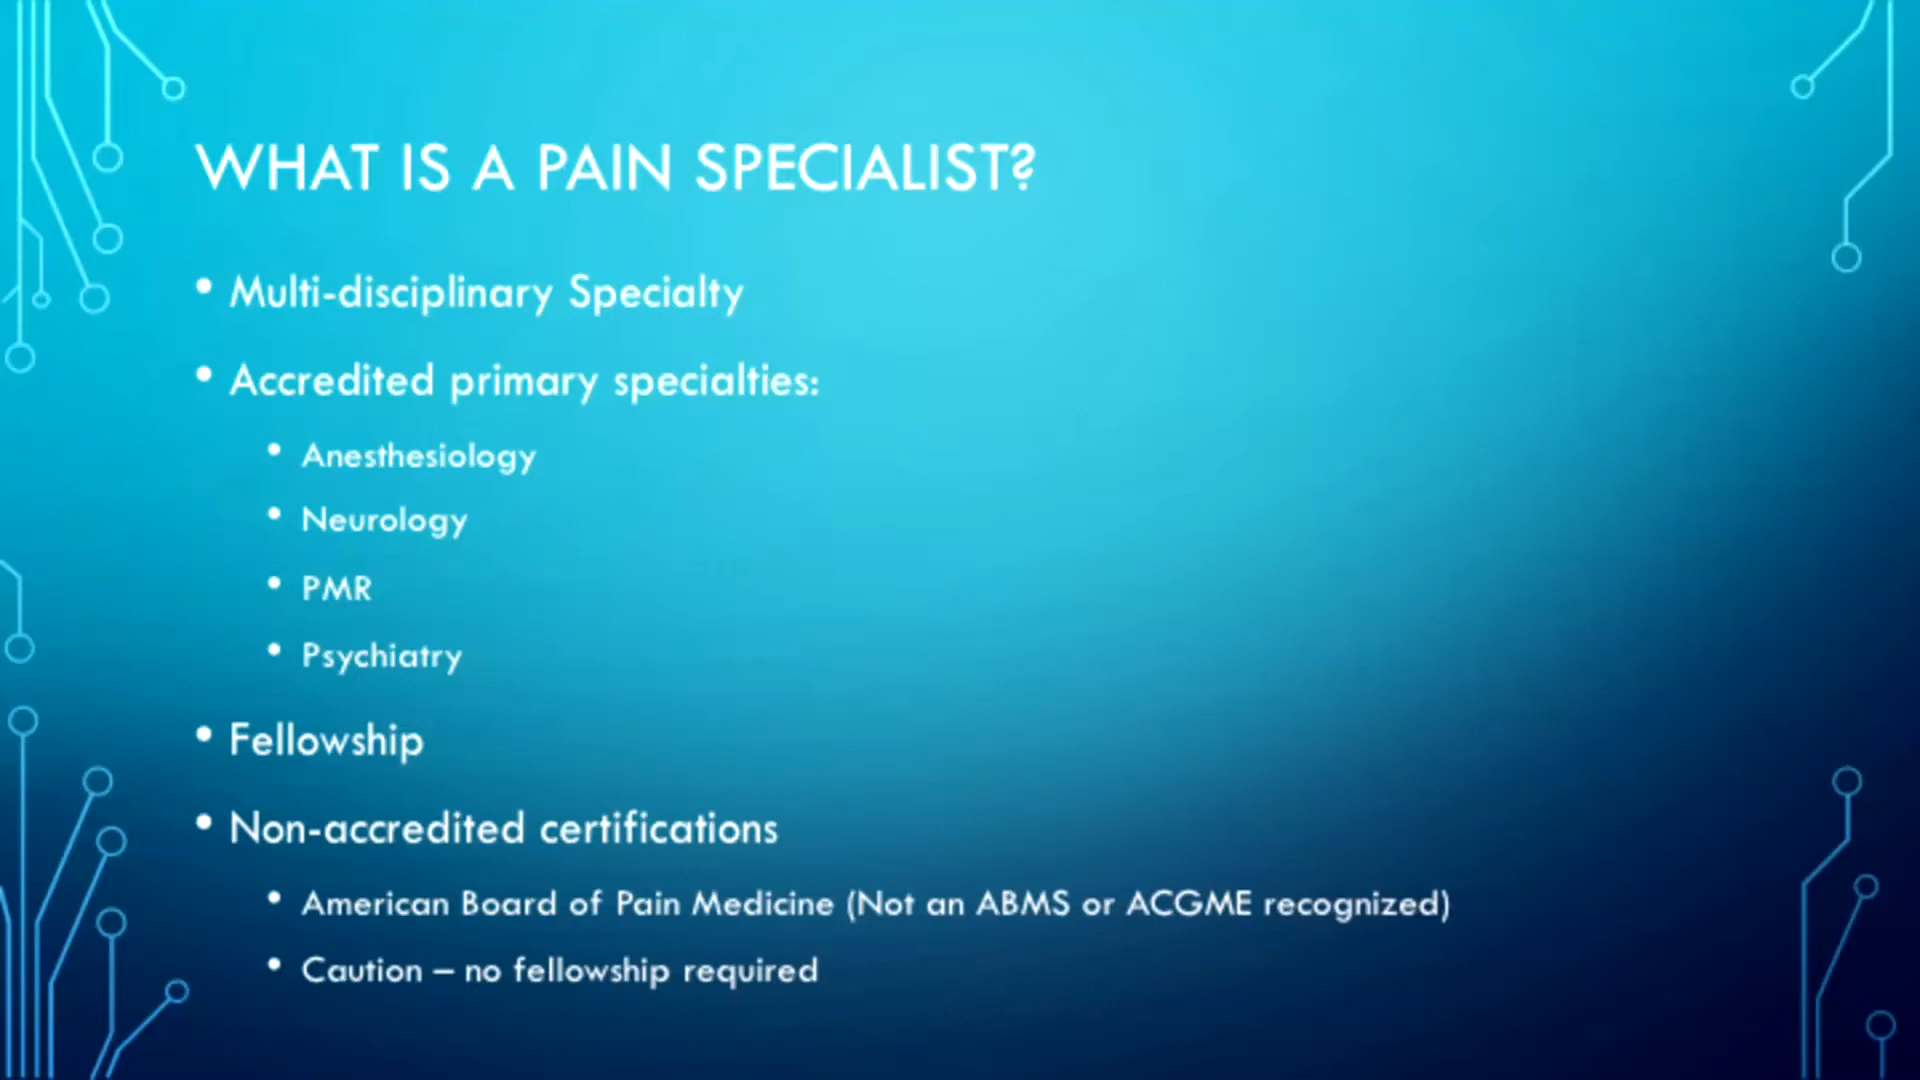 WHAT IS A PAIN SPECIALIST?
• Multi-disciplinary Specialty
• Accredited primary specialties:
• Anesthesiology
• Neurology
• PMR
• Psychiatry
• Fellowship
• Non-accredited certifications
• American Board of Pain Medicine (Not an ABMS or ACGME recognized)
• Caution – no fellowship required